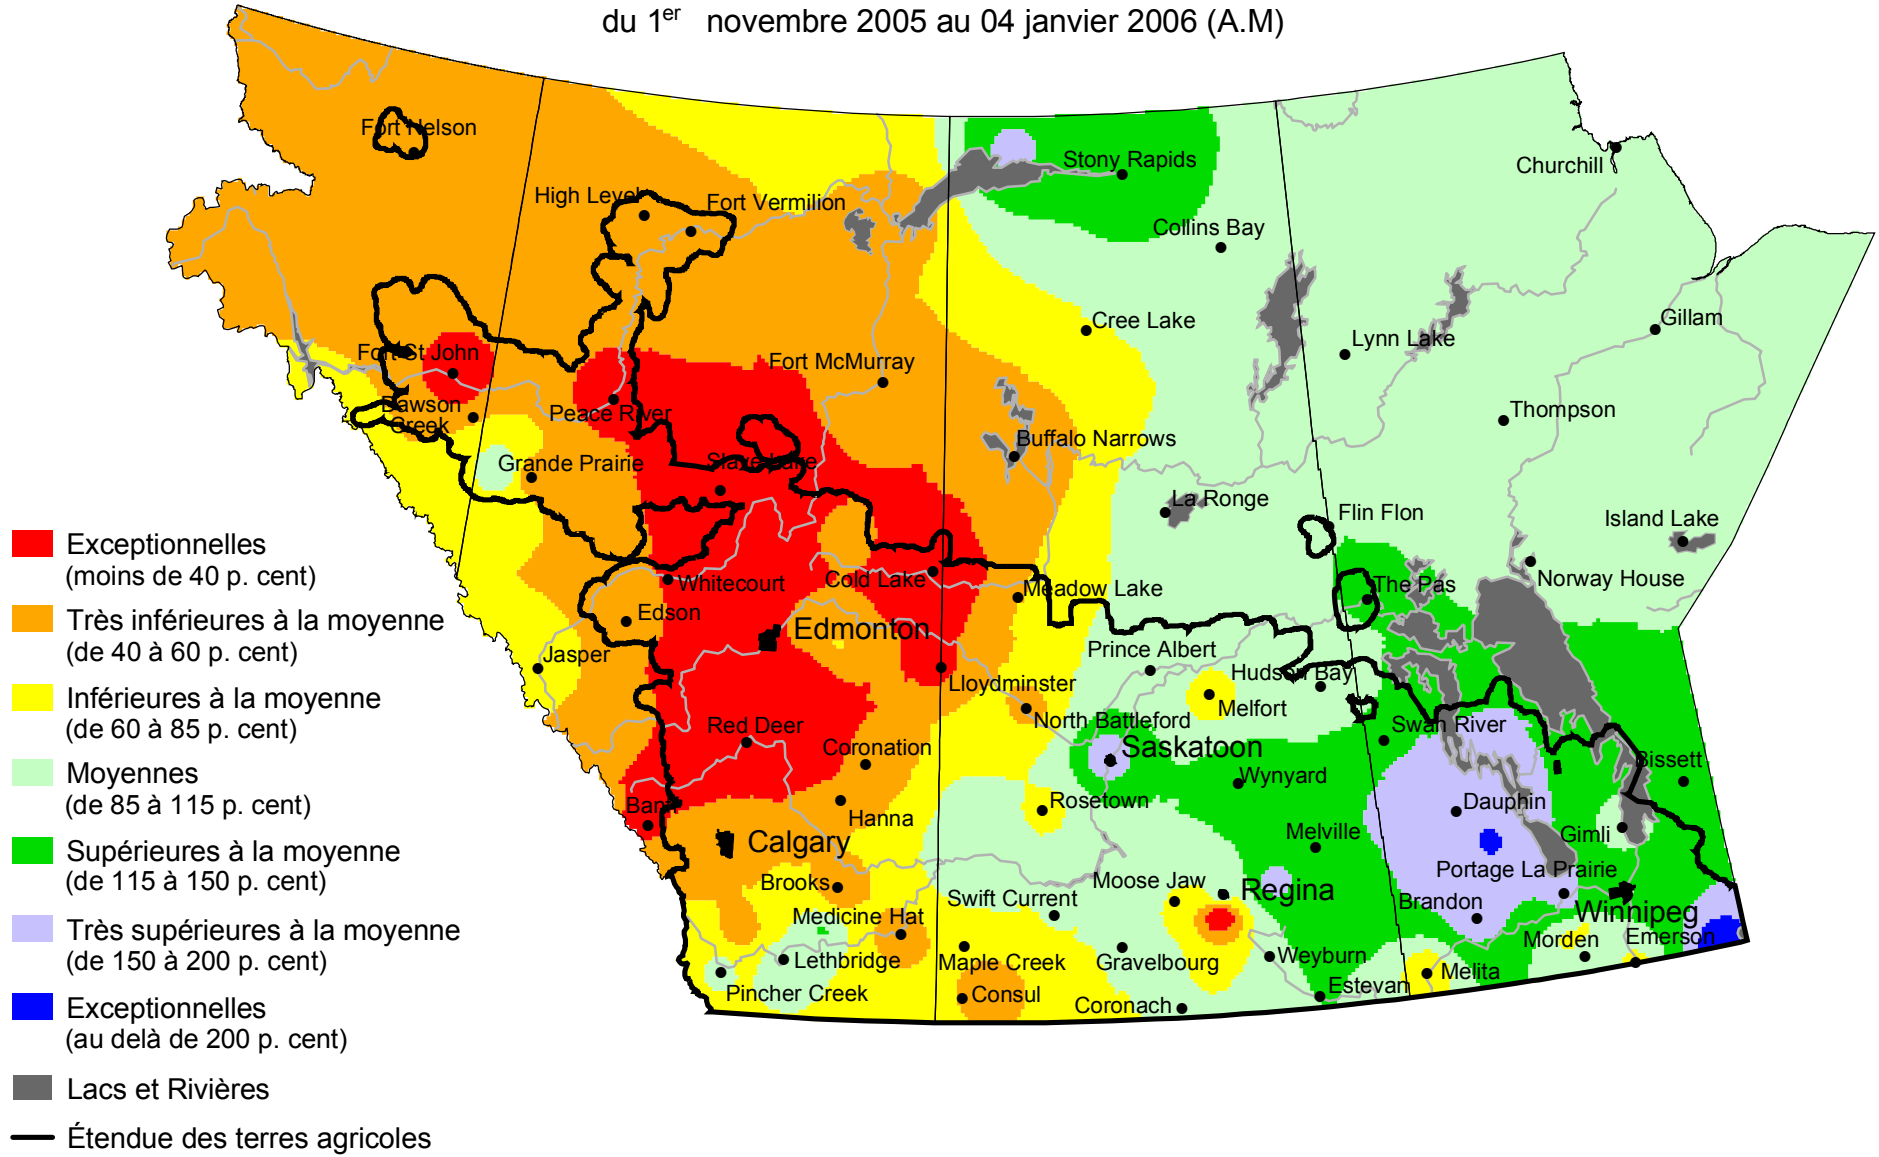 du 1er novembre 2005 au 04 janvier 2006 (A.M)
Fort Nelson
Churchill
Stony Rapids
High Level
Fort Vermilion
Collins Bay
Cree Lake
Gillam
Lynn Lake
Fort St John
Fort McMurray
Dawson
Creek
Peace River
Thompson
Buffalo Narrows
Grande Prairie
Slave Lake
La Ronge
Flin Flon
Island Lake
Whitecourt
Cold Lake
Meadow Lake
The Pas
Norway House
Edson
Edmonton
Jasper
Prince Albert
Hudson Bay
Lloydminster
Melfort
North Battleford
Red Deer
Coronation
Saskatoon
Swan River
Bissett
Wynyard
Banff
Hanna
Rosetown
Dauphin
Calgary
Melville
Gimli
Brooks
Moose Jaw
Regina
Portage La Prairie
Swift Current
Brandon
Winnipeg
Medicine Hat
Morden
Emerson
Lethbridge
Maple Creek
Gravelbourg
Weyburn
Melita
Pincher Creek
Consul
Coronach
Estevan
Exceptionnelles
(moins de 40 p. cent)
Très inférieures à la moyenne
(de 40 à 60 p. cent)
Inférieures à la moyenne
(de 60 à 85 p. cent)
Moyennes
(de 85 à 115 p. cent)
Supérieures à la moyenne
(de 115 à 150 p. cent)
Très supérieures à la moyenne
(de 150 à 200 p. cent)
Exceptionnelles
(au delà de 200 p. cent)
Lacs et Rivières
Étendue des terres agricoles